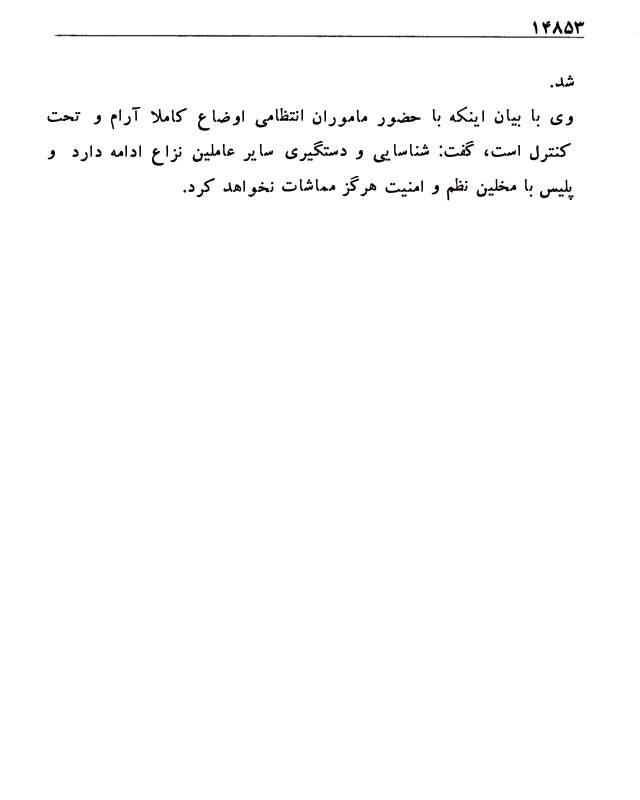 ۱۴۸۵۳
شد.
وی با بیان اینکه با حضور ماموران انتظامی اوضاع کاملا آرام و تحت
کنترل است، گفت: شناسایی و دستگیری سایر عاملین نزاع ادامه دارد و
پلیس با مخلین نظم و امنیت هرگز مماشات نخواهد کرد.